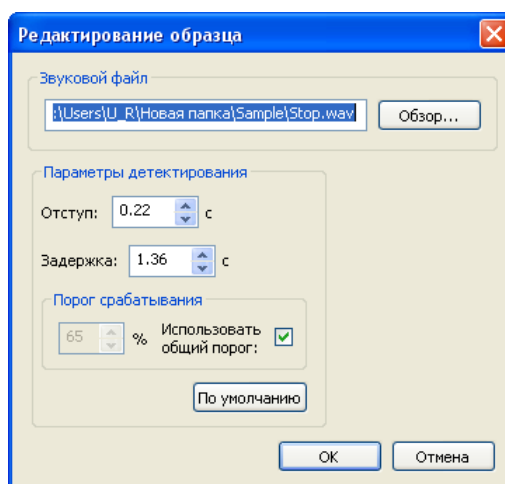 Редактирование образца
Звуковой файл
:\Users\U_R\Новая папка\Sample\Stop.wav
Обзор...
Параметры детектирования
Отступ: 0.22 с
Задержка: 1.36 с
Порог срабатывания
65 % Использовать
общий порог:
По умолчанию
ОК Отмена